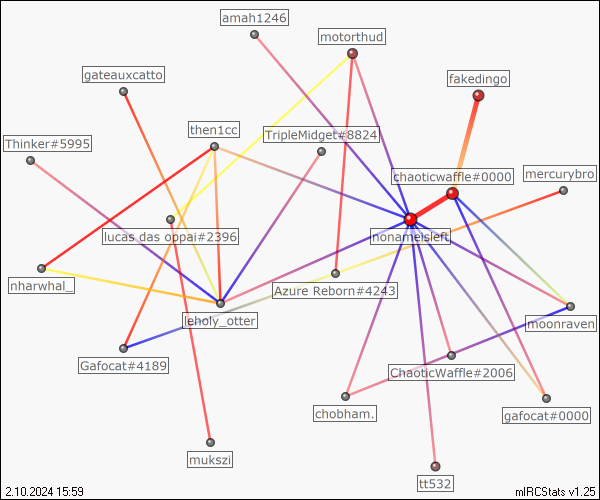 amah1246
motorthud
gateauxcatto
fakedingo
then1cc
TripleMidget#8824
Thinker#5995
chaoticwaffle#0000
mercurybro
lucas.das oppai#2396
nonameisleft
nharwhal_
Azure Reborn#4243
leholy_otter
moonraven
Gafocat#4189
ChaoticWaffle#2006
chobham.
gafocat#0000
mukszi
tt532
2.10.2024 15:59
mIRCStats v1.25